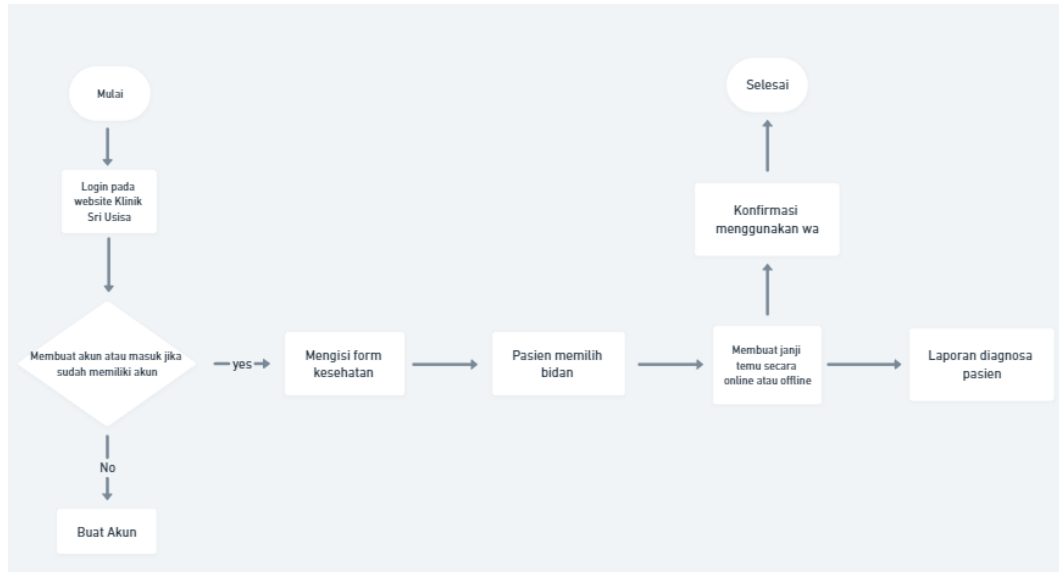 Mulai
Login pada
website Klinik
Sri Usisa
Membuat akun atau masuk jika
sudah memiliki akun
yes
No
Buat Akun
Mengisi form
kesehatan
Pasien memilih
bidan
Membuat janji
temu secara
online atau offline
Konfirmasi
menggunakan wa
Selesai
Laporan diagnosa
pasien